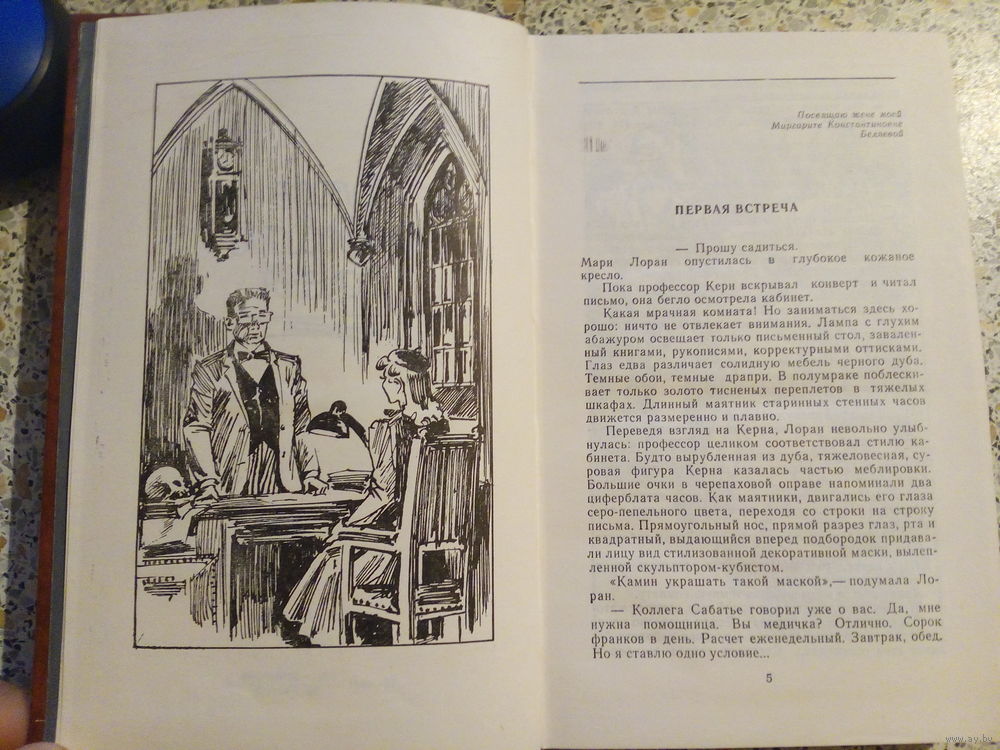 Посвящаю жене моей
Маргарите Константиновне
Беляевой
ПЕРВАЯ ВСТРЕЧА
— Прошу садиться.
Мари Лоран опустилась в глубокое кожаное
кресло.
Пока профессор Керн вскрывал конверт и читал
письмо, она бегло осмотрела кабинет.
Какая мрачная комната! Но заниматься здесь хо-
рошо: ничто не отвлекает внимания. Лампа с глухим
абажуром освещает только письменный стол, завален-
ный книгами, рукописями, корректурными оттисками.
Глаз едва различает солидную мебель черного дуба.
Темные обои, темные драпри. В полумраке поблески-
вает только золото тисненых переплетов в тяжелых
шкафах. Длинный маятник старинных стенных часов
движется размеренно и плавно.
Переведя взгляд на Керна, Лоран невольно улыб-
нулась: профессор целиком соответствовал стилю ка-
бинета. Будто вырубленная из дуба, тяжеловесная, су-
ровая фигура Керна казалась частью меблировки.
Большие очки в черепаховой оправе напоминали два
циферблата часов. Как маятники, двигались его глаза
серо-пепельного цвета, переходя со строки на строку
письма. Прямоугольный нос, прямой разрез глаз, рта и
квадратный, выдающийся вперед подбородок придава-
ли лицу вид стилизованной декоративной маски, вылеп-
ленной скульптором-кубистом.
«Камин украшать такой маской»,— подумала Ло-
ран.
— Коллега Сабатье говорил уже о вас. Да, мне
нужна помощница. Вы медичка? Отлично. Сорок
франков в день. Расчет еженедельный. Завтрак, обед.
Но я ставлю одно условие...
5
www.ay.by